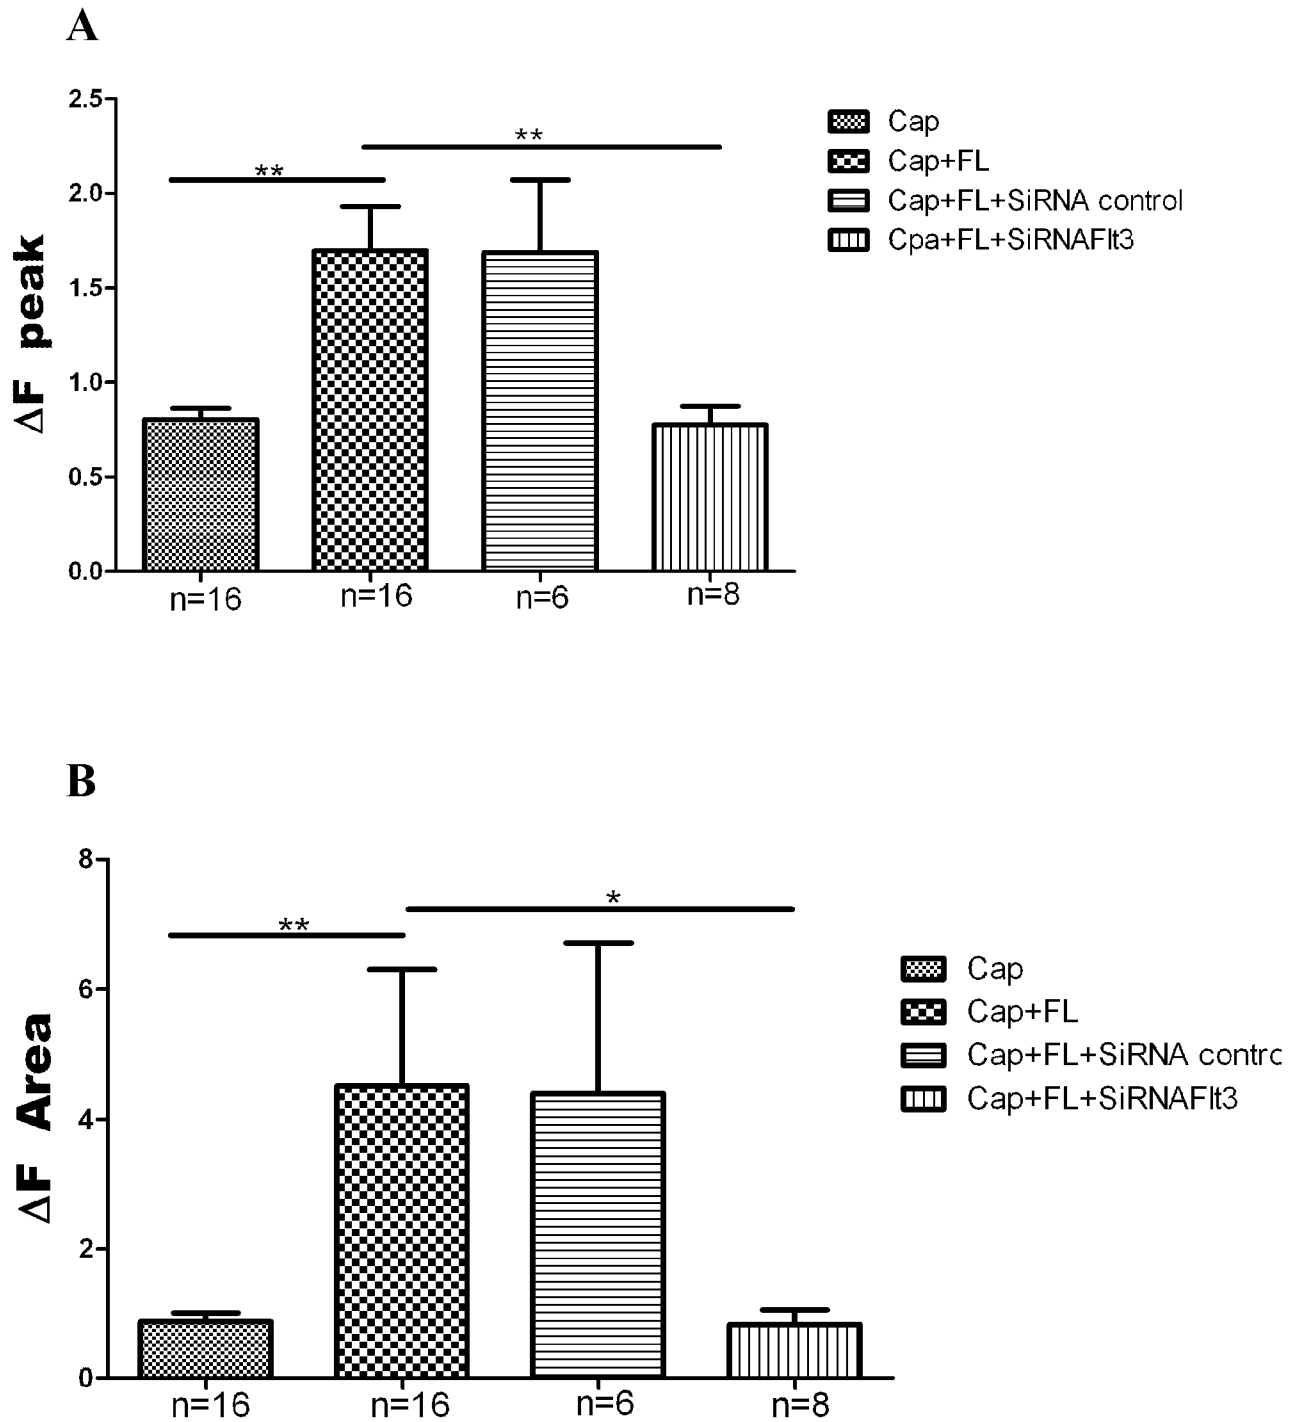 A
2.5
2.0
1.5
1.0
0.5
0.0
ΔF peak
**
**
n=16
n=16
n=6
n=8
Cap
Cap+FL
Cap+FL+SiRNA control
Cpa+FL+SiRNAFlt3
B
8
6
4
2
0
ΔF Area
**
*
n=16
n=16
n=6
n=8
Cap
Cap+FL
Cap+FL+SiRNA contrc
Cap+FL+SiRNAFlt3